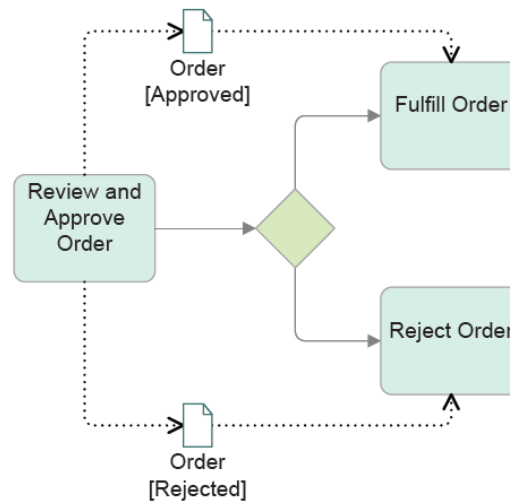 Order
[Approved]
Fulfill Order
Review and
Approve
Order
Reject Order
Order
[Rejected]